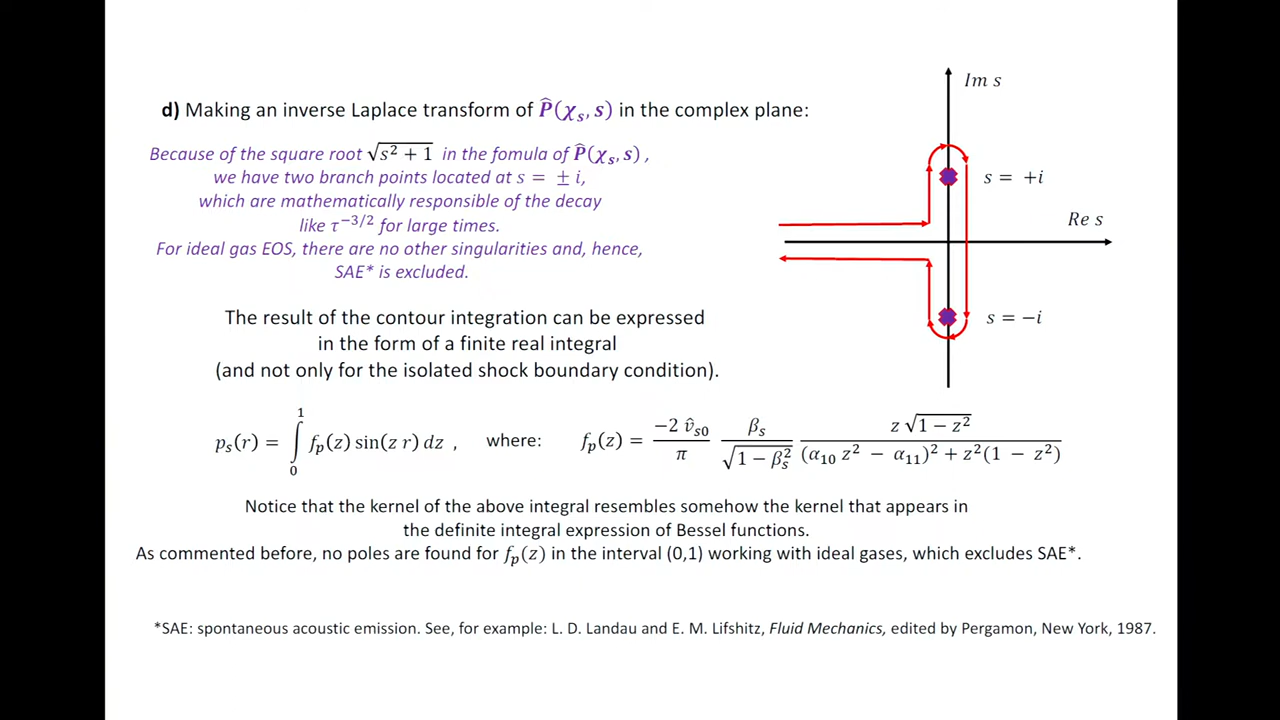 d) Making an inverse Laplace transform of P̂(χₛ, s) in the complex plane:
Because of the square root √(s² + 1) in the fomula of P̂(χₛ, s) ,
we have two branch points located at s = ± i,
which are mathematically responsible of the decay
like τ^(−3/2) for large times.
For ideal gas EOS, there are no other singularities and, hence,
SAE* is excluded.
Im s
s = +i
Re s
s = −i
The result of the contour integration can be expressed
in the form of a finite real integral
(and not only for the isolated shock boundary condition).
pₛ(r) = ∫₀¹ fₚ(z) sin(z r) dz , where: fₚ(z) = (−2 v̂ₛ₀)/π · βₛ/√(1 − βₛ²) · (z √(1 − z²))/((α₁₀ z² − α₁₁)² + z²(1 − z²))
Notice that the kernel of the above integral resembles somehow the kernel that appears in
the definite integral expression of Bessel functions.
As commented before, no poles are found for fₚ(z) in the interval (0,1) working with ideal gases, which excludes SAE*.
*SAE: spontaneous acoustic emission. See, for example: L. D. Landau and E. M. Lifshitz, Fluid Mechanics, edited by Pergamon, New York, 1987.